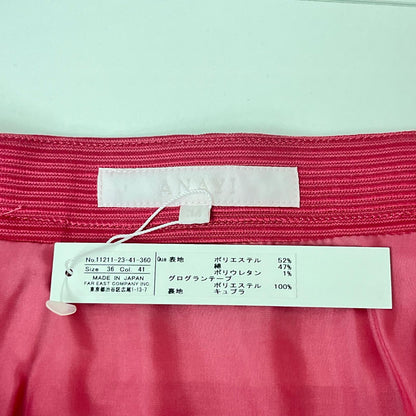 ANAYI
No.11211-23-41-360
Size 36 Col. 41
MADE IN JAPAN
FAR EAST COMPANY INC.
東京都渋谷区広尾1-13-7
Qua 表地 ポリエステル 52%
綿 47%
ポリウレタン 1%
グログランテープ
ポリエステル 100%
裏地 キュプラ